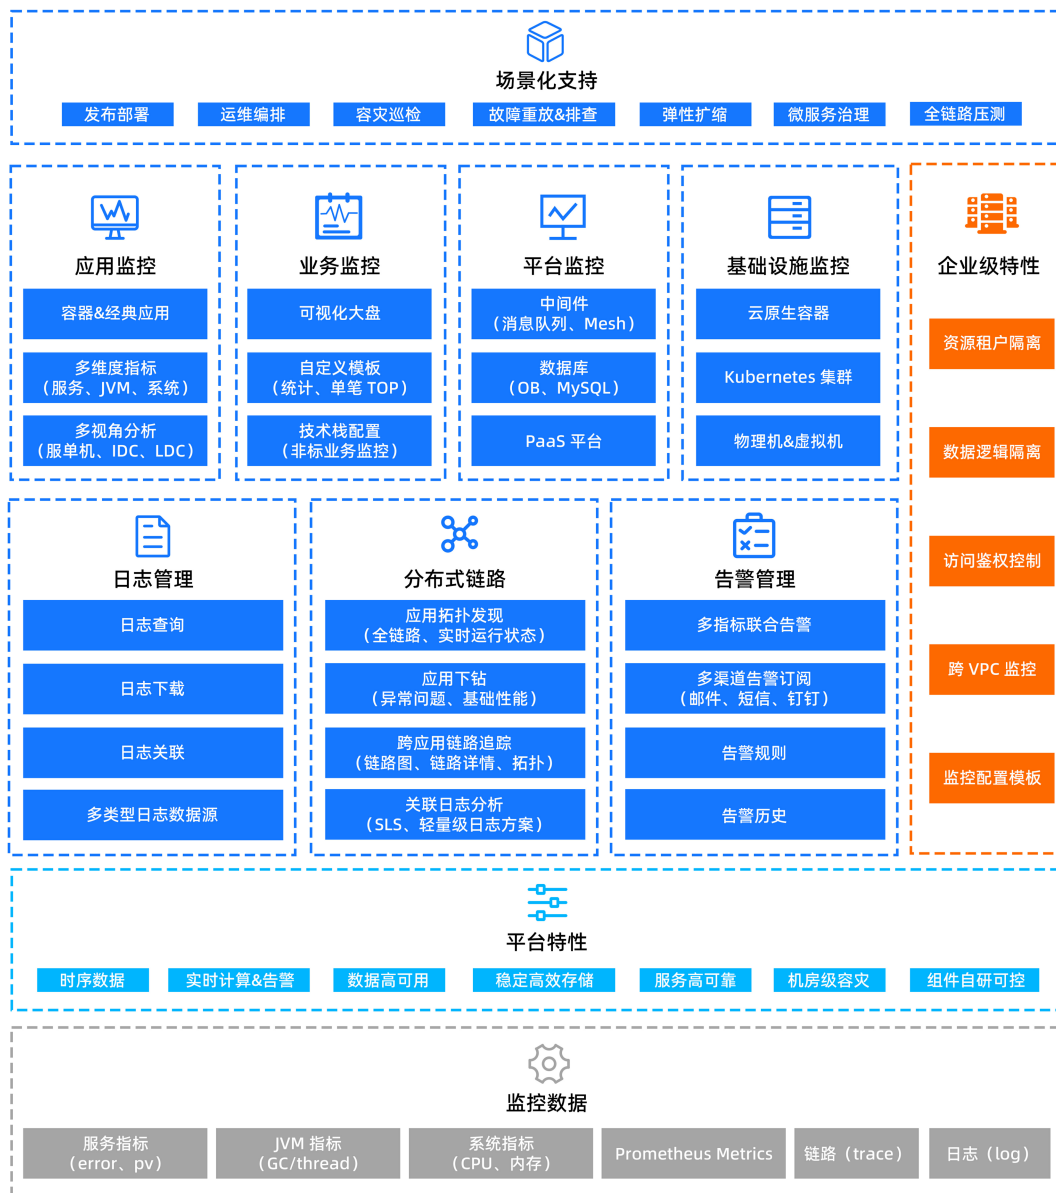 场景化支持
发布部署
运维编排
容灾巡检
故障重放&排查
弹性扩缩
微服务治理
全链路压测
应用监控
容器&经典应用
多维度指标
（服务、JVM、系统）
多视角分析
（服单机、IDC、LDC）
业务监控
可视化大盘
自定义模板
（统计、单笔 TOP）
技术栈配置
（非标业务监控）
平台监控
中间件
（消息队列、Mesh）
数据库
（OB、MySQL）
PaaS 平台
基础设施监控
云原生容器
Kubernetes 集群
物理机&虚拟机
企业级特性
资源租户隔离
数据逻辑隔离
访问鉴权控制
跨 VPC 监控
监控配置模板
日志管理
日志查询
日志下载
日志关联
多类型日志数据源
分布式链路
应用拓扑发现
（全链路、实时运行状态）
应用下钻
（异常问题、基础性能）
跨应用链路追踪
（链路图、链路详情、拓扑）
关联日志分析
（SLS、轻量级日志方案）
告警管理
多指标联合告警
多渠道告警订阅
（邮件、短信、钉钉）
告警规则
告警历史
平台特性
时序数据
实时计算&告警
数据高可用
稳定高效存储
服务高可靠
机房级容灾
组件自研可控
监控数据
服务指标
（error、pv）
JVM 指标
（GC/thread）
系统指标
（CPU、内存）
Prometheus Metrics
链路（trace）
日志（log）